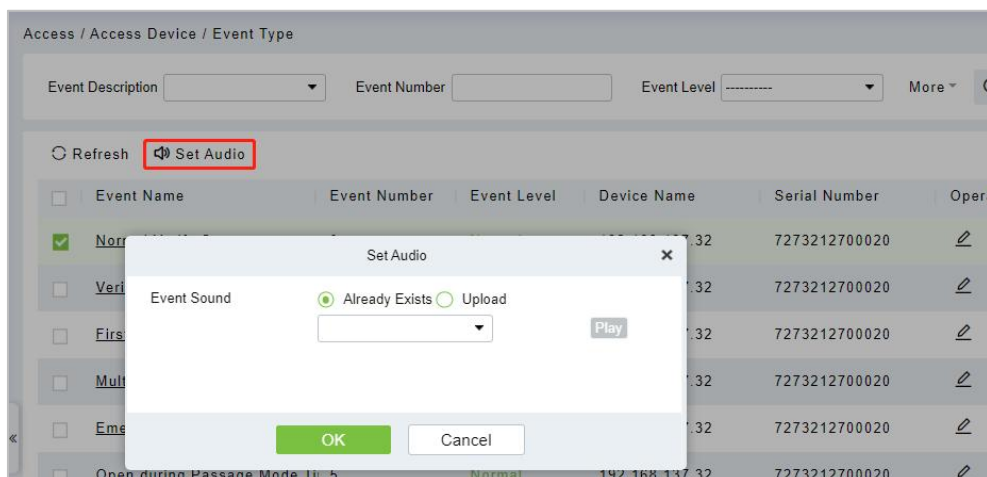 Access / Access Device / Event Type
Event Description Event Number Event Level ---------- More
Refresh Set Audio
Event Name Event Number Event Level Device Name Serial Number Oper
.32 7273212700020
Set Audio
Veri .32 7273212700020
Event Sound Already Exists Upload
Firs .32 7273212700020
Play
Mult .32 7273212700020
Eme .32 7273212700020
OK Cancel
Open during Passage Mode 5 Normal 192.168.137.32 7273212700020